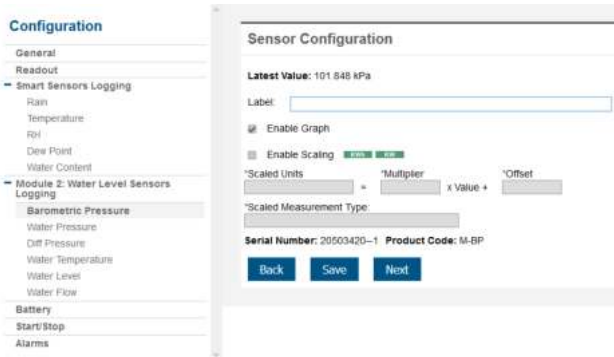 Configuration
General
Readout
Smart Sensors Logging
Rain
Temperature
RH
Dew Point
Water Content
Module 2: Water Level Sensors
Logging
Barometric Pressure
Water Pressure
Diff Pressure
Water Temperature
Water Level
Water Flow
Battery
Start/Stop
Alarms
Sensor Configuration
Latest Value: 101.848 kPa
Label:
Enable Graph
Enable Scaling
*Scaled Units *Multiplier *Offset
= x Value +
*Scaled Measurement Type:
Serial Number: 20503420--1 Product Code: M-BP
Back Save Next